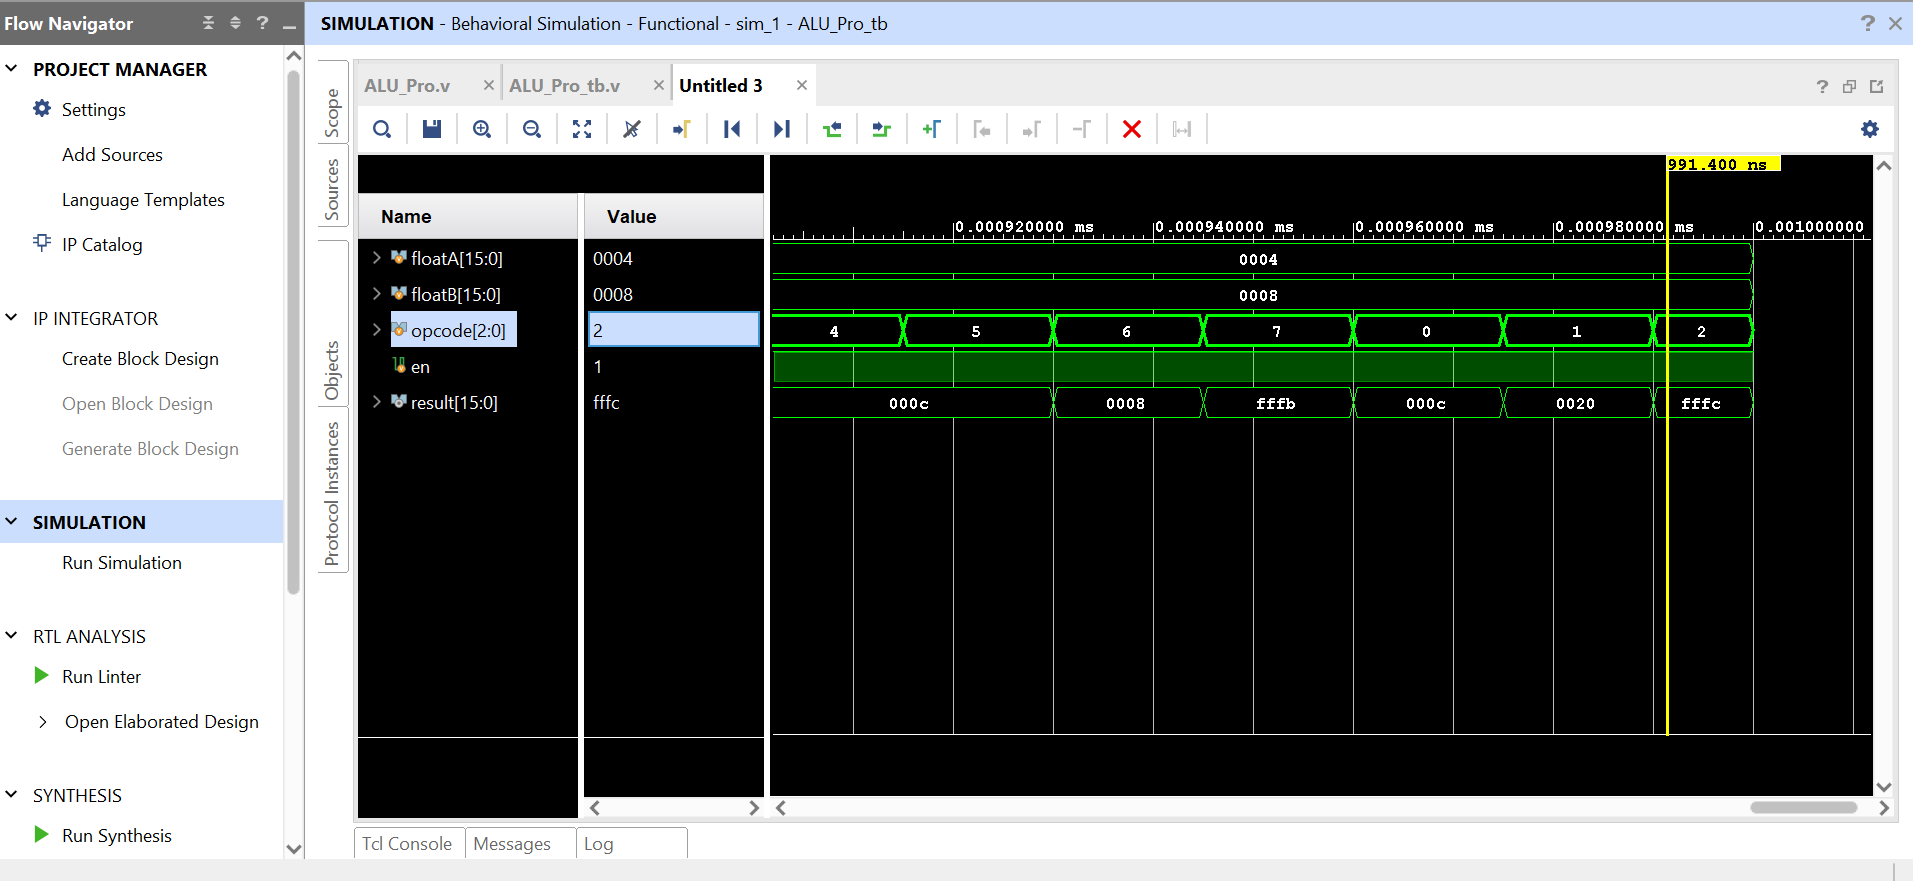 Flow Navigator
?
SIMULATION - Behavioral Simulation - Functional - sim_1 - ALU_Pro_tb
?
PROJECT MANAGER
Settings
Add Sources
Language Templates
IP Catalog
IP INTEGRATOR
Create Block Design
Open Block Design
Generate Block Design
SIMULATION
Run Simulation
RTL ANALYSIS
Run Linter
Open Elaborated Design
SYNTHESIS
Run Synthesis
Scope
Sources
Objects
Protocol Instances
ALU_Pro.v
ALU_Pro_tb.v
Untitled 3
?
991.400 ns
Name Value
0.000920000 ms 0.000940000 ms 0.000960000 ms 0.000980000 ms 0.001000000
floatA[15:0] 0004 0004
floatB[15:0] 0008 0008
opcode[2:0] 2 4 5 6 7 0 1 2
en 1
result[15:0] fffc 000c 0008 fffb 000c 0020 fffc
Tcl Console Messages Log